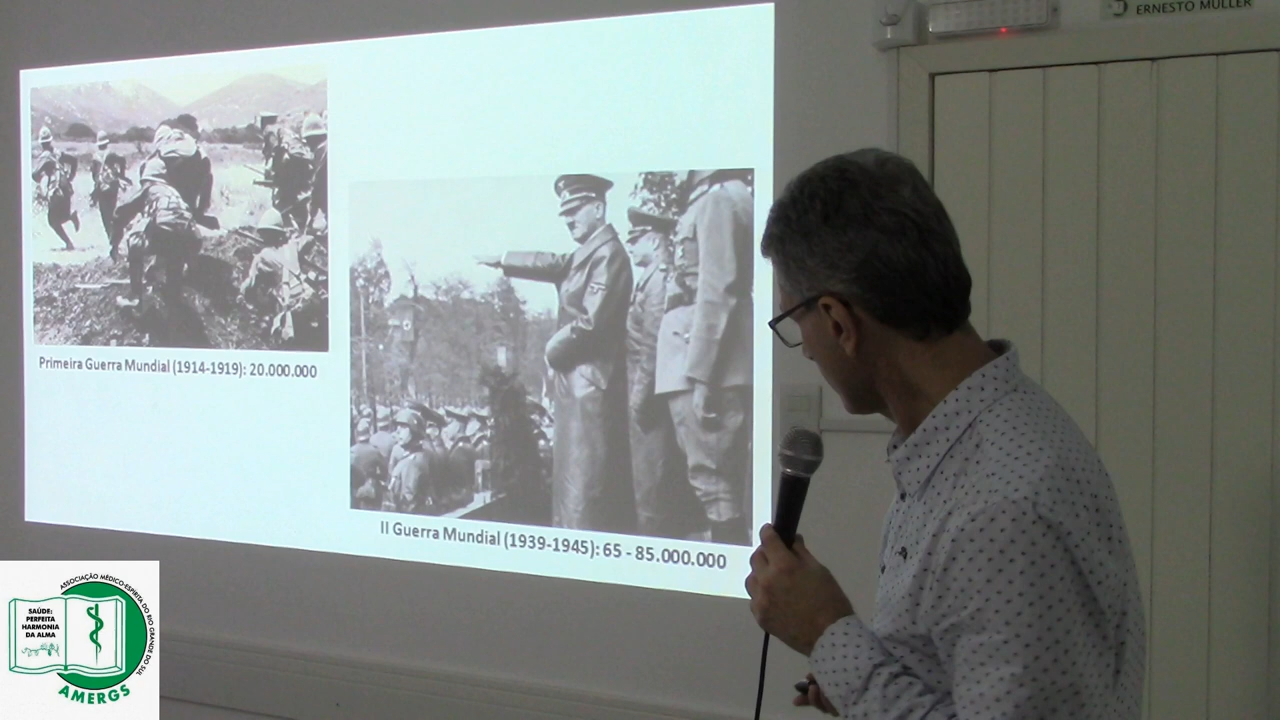 ERNESTO MULLER
Primeira Guerra Mundial (1914-1919): 20.000.000
II Guerra Mundial (1939-1945): 65 - 85.000.000
ASSOCIAÇÃO MÉDICO-ESPÍRITA DO RIO GRANDE DO SUL
SAÚDE:
PERFEITA
HARMONIA
DA ALMA
AMERGS